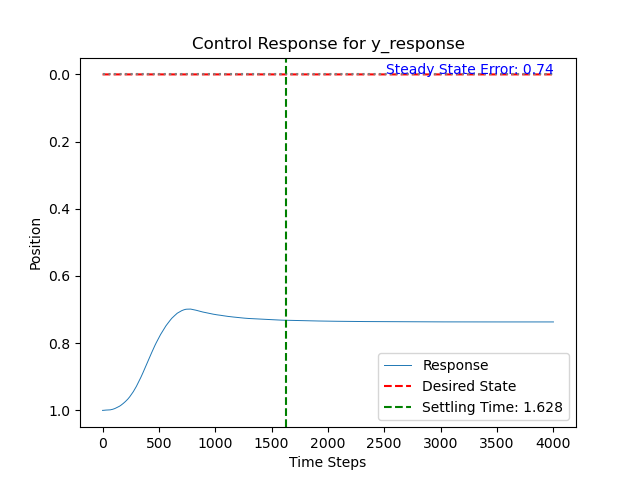 Control Response for y_response
Steady State Error: 0.74
0.0
0.2
0.4
0.6
0.8
1.0
Position
Response
Desired State
Settling Time: 1.628
0 500 1000 1500 2000 2500 3000 3500 4000
Time Steps